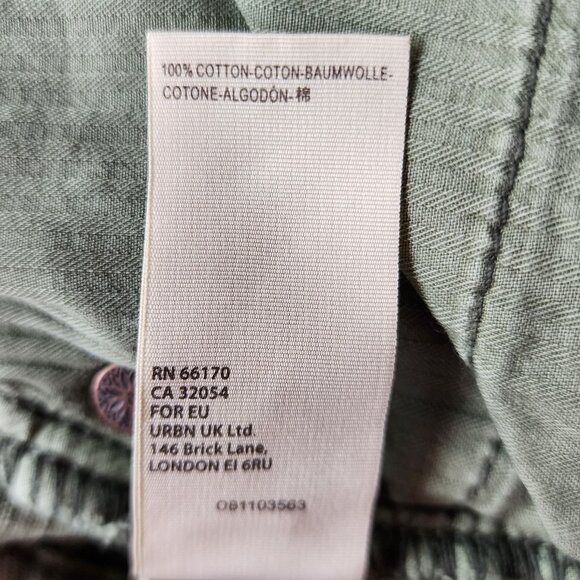 100% COTTON-COTON-BAUMWOLLE-
COTONE-ALGODÓN-棉
RN 66170
CA 32054
FOR EU
URBN UK Ltd.
146 Brick Lane,
LONDON EI 6RU
OB1103563